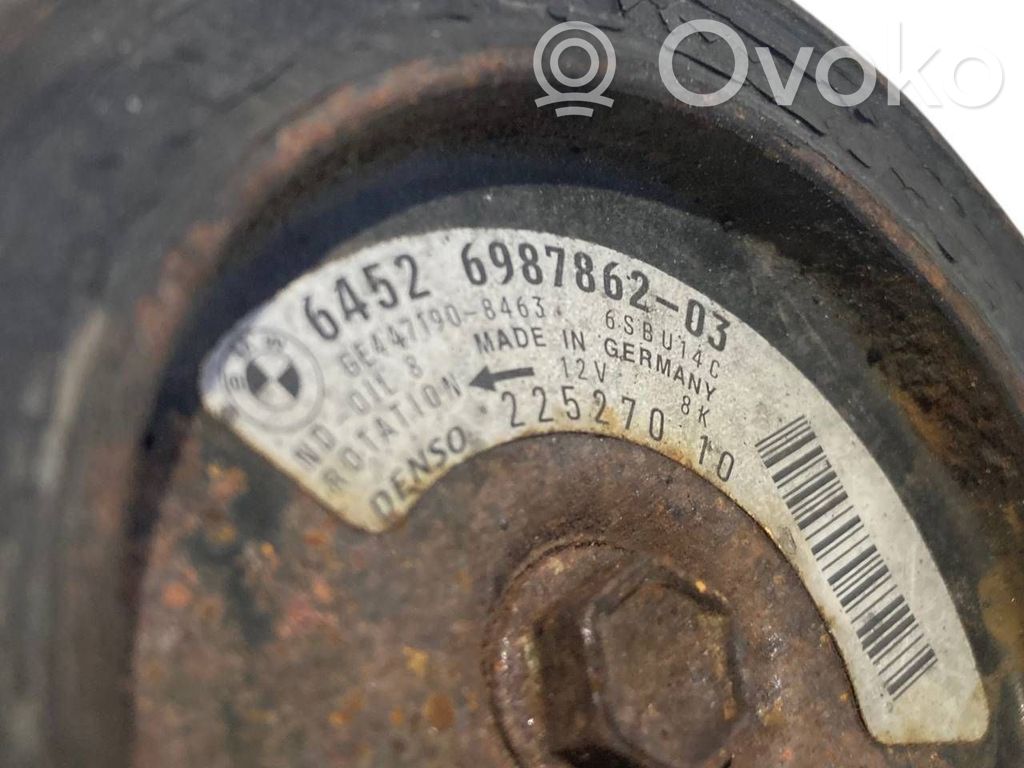 Ovoko
6452 6987862-03
GE447190-8463 6SBU14C
ND OIL 8 MADE IN GERMANY
ROTATION 12V 8K
DENSO 225270 10